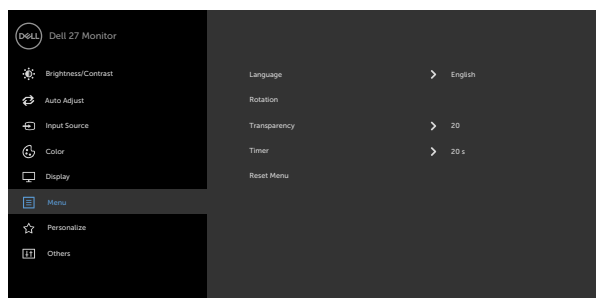 DELL Dell 27 Monitor
Brightness/Contrast
Auto Adjust
Input Source
Color
Display
Menu
Personalize
Others
Language English
Rotation
Transparency 20
Timer 20 s
Reset Menu